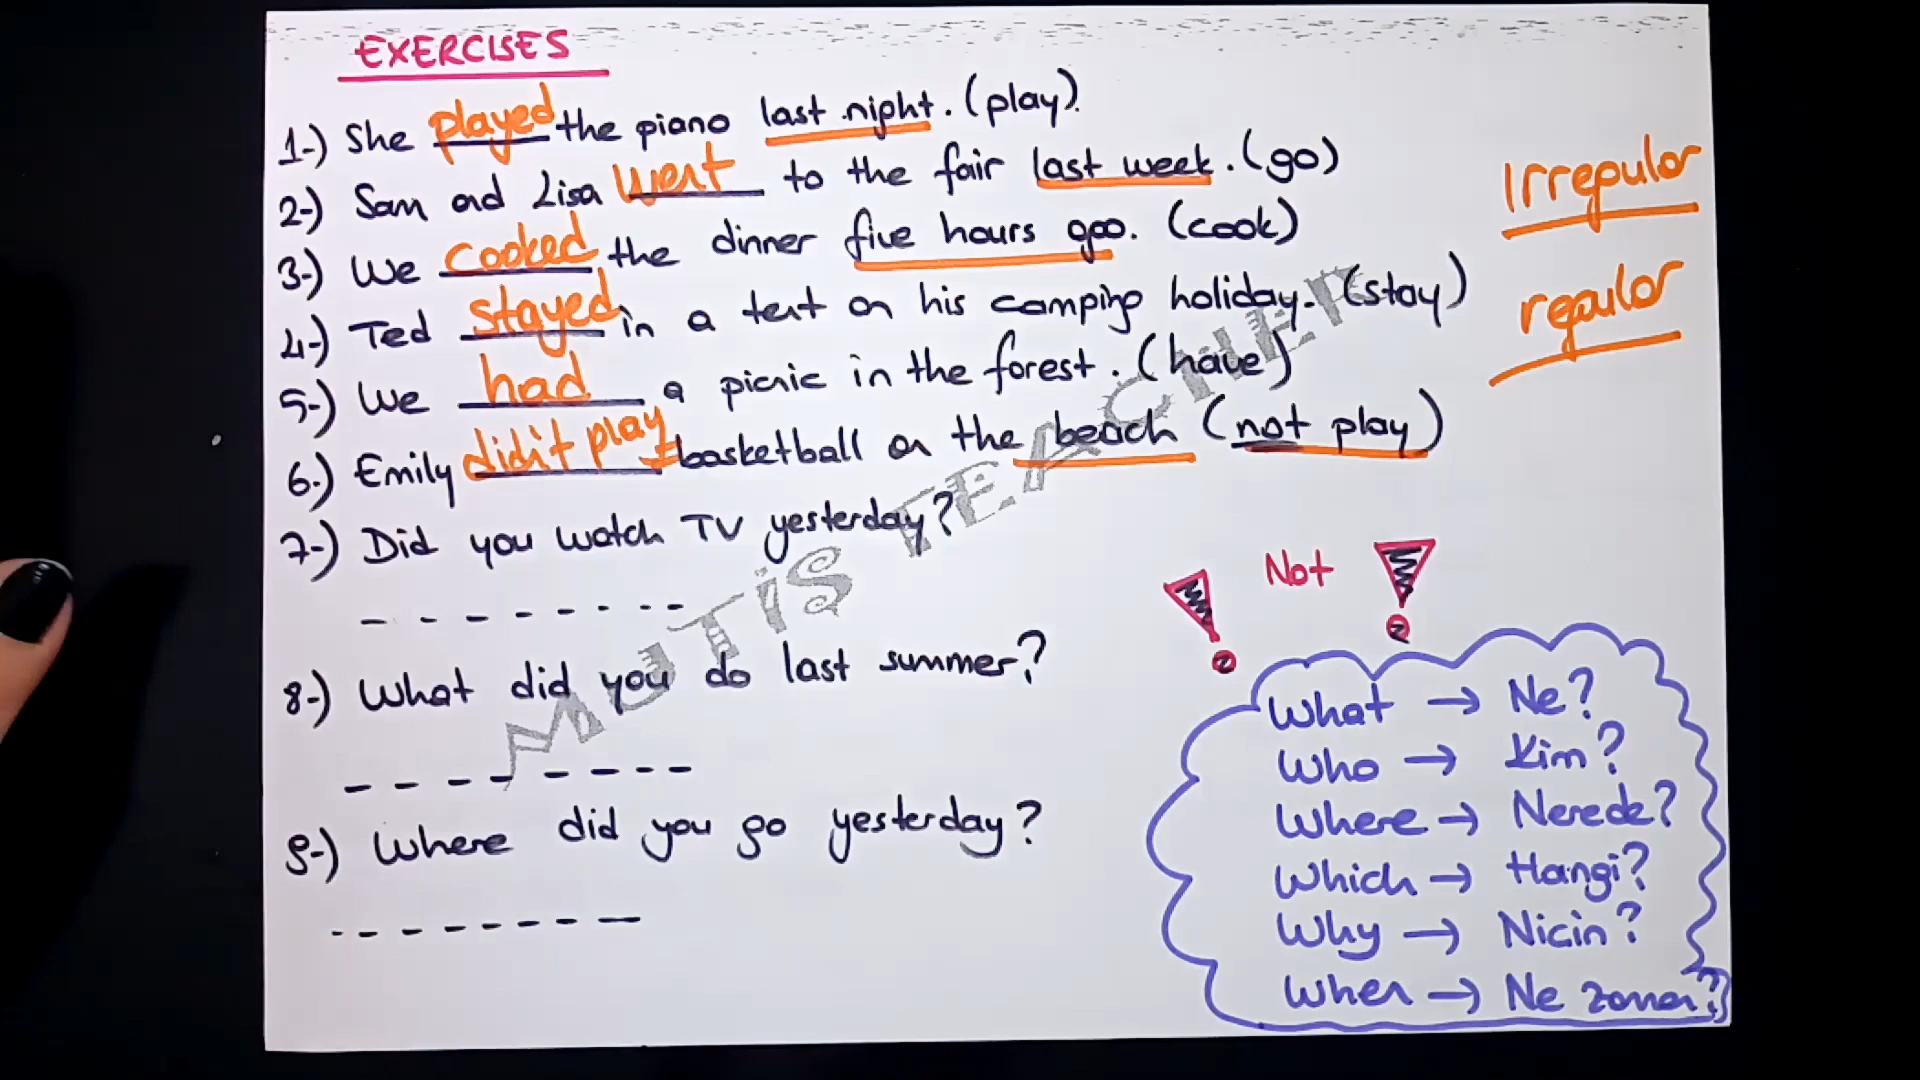 EXERCISES
1-) She played the piano last night. (play).
2-) Sam and Lisa went to the fair last week. (go)
3-) We cooked the dinner five hours ago. (cook)
4-) Ted stayed in a tent on his camping holiday. (stay)
5-) We had a picnic in the forest. (have)
6-) Emily didn't play basketball on the beach (not play)
7-) Did you watch TV yesterday?
8-) What did you do last summer?
9-) Where did you go yesterday?
Irregular
regular
Not
What → Ne?
Who → Kim?
Where → Nerede?
Which → Hangi?
Why → Nicin?
When → Ne zaman?
MUTIS TEACHER